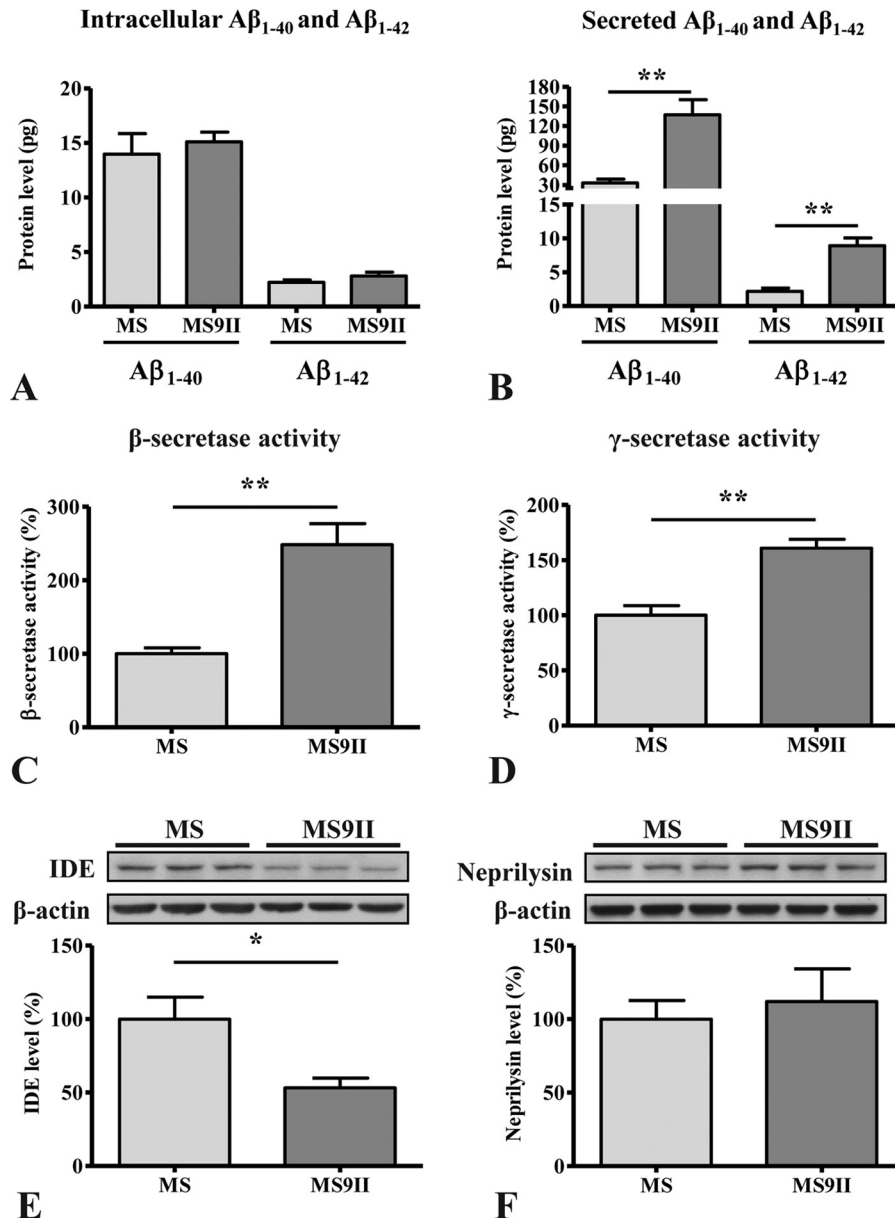 Intracellular Aβ1-40 and Aβ1-42
Protein level (pg)
20
15
10
5
0
MS MS9II MS MS9II
Aβ1-40 Aβ1-42
A
Secreted Aβ1-40 and Aβ1-42
Protein level (pg)
180
150
120
90
60
30
15
10
5
0
**
**
MS MS9II MS MS9II
Aβ1-40 Aβ1-42
B
β-secretase activity
β-secretase activity (%)
300
200
100
0
**
MS MS9II
C
γ-secretase activity
γ-secretase activity (%)
200
150
100
50
0
**
MS MS9II
D
MS MS9II
IDE
β-actin
IDE level (%)
150
100
50
0
*
MS MS9II
E
MS MS9II
Neprilysin
β-actin
Neprilysin level (%)
150
100
50
0
MS MS9II
F